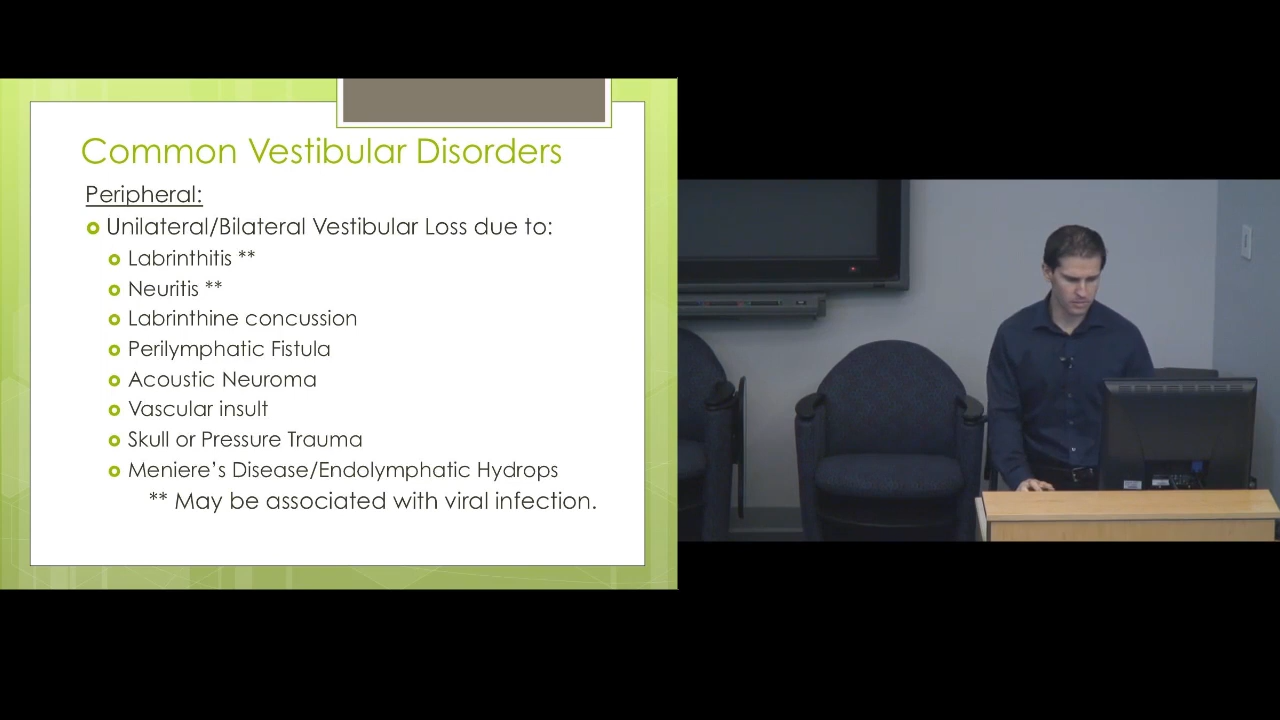 Common Vestibular Disorders
Peripheral:
Unilateral/Bilateral Vestibular Loss due to:
Labrinthitis **
Neuritis **
Labrinthine concussion
Perilymphatic Fistula
Acoustic Neuroma
Vascular insult
Skull or Pressure Trauma
Meniere’s Disease/Endolymphatic Hydrops
** May be associated with viral infection.